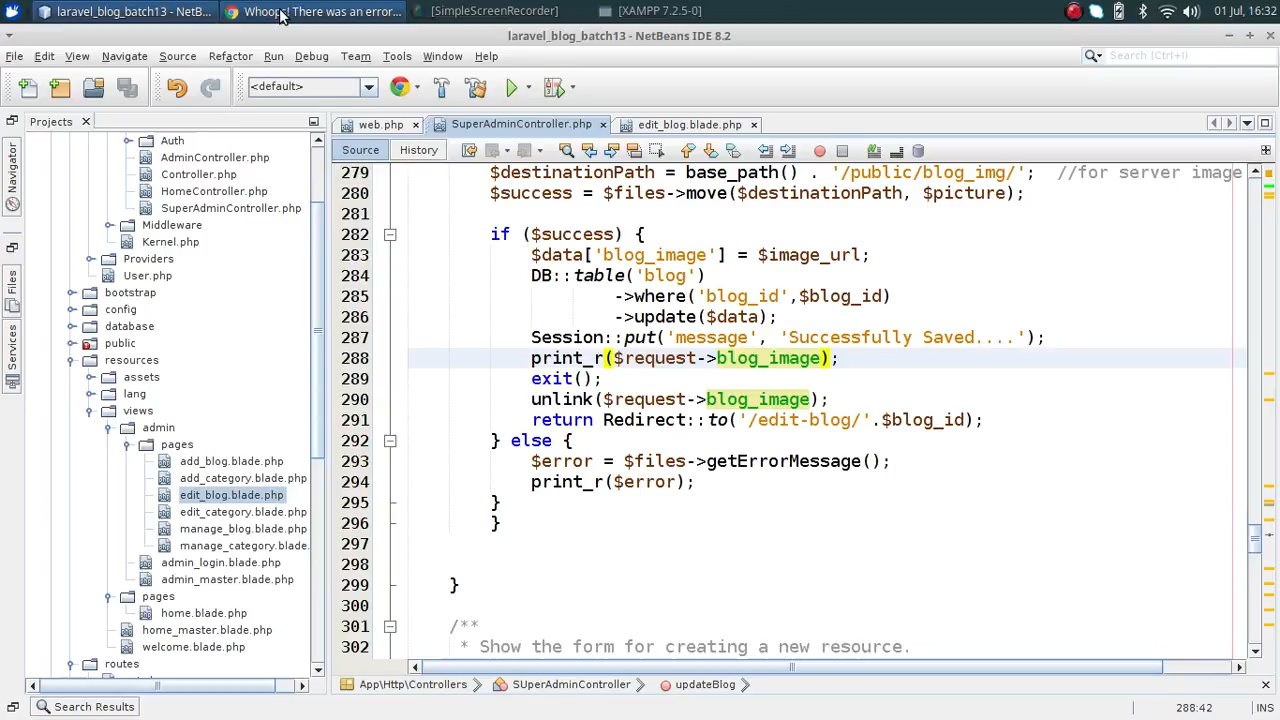 laravel_blog_batch13 - NetB... Whoops! There was an error... [SimpleScreenRecorder] [XAMPP 7.2.5-0] 01 Jul, 16:32
laravel_blog_batch13 - NetBeans IDE 8.2
File Edit View Navigate Source Refactor Run Debug Team Tools Window Help Search (Ctrl+I)
<default>
Projects web.php SuperAdminController.php edit_blog.blade.php
Source History
Navigator
Files
Services
Auth
AdminController.php
Controller.php
HomeController.php
SuperAdminController.php
Middleware
Kernel.php
Providers
User.php
bootstrap
config
database
public
resources
assets
lang
views
admin
pages
add_blog.blade.php
add_category.blade.php
edit_blog.blade.php
edit_category.blade.php
manage_blog.blade.php
manage_category.blade.
admin_login.blade.php
admin_master.blade.php
pages
home.blade.php
home_master.blade.php
welcome.blade.php
routes
279 $destinationPath = base_path() . '/public/blog_img/'; //for server image
280 $success = $files->move($destinationPath, $picture);
281
282 if ($success) {
283 $data['blog_image'] = $image_url;
284 DB::table('blog')
285 ->where('blog_id',$blog_id)
286 ->update($data);
287 Session::put('message', 'Successfully Saved....');
288 print_r($request->blog_image);
289 exit();
290 unlink($request->blog_image);
291 return Redirect::to('/edit-blog/'.$blog_id);
292 } else {
293 $error = $files->getErrorMessage();
294 print_r($error);
295 }
296 }
297
298
299 }
300
301 /**
302 * Show the form for creating a new resource.
App\Http\Controllers SUperAdminController updateBlog
Search Results 288:42 INS